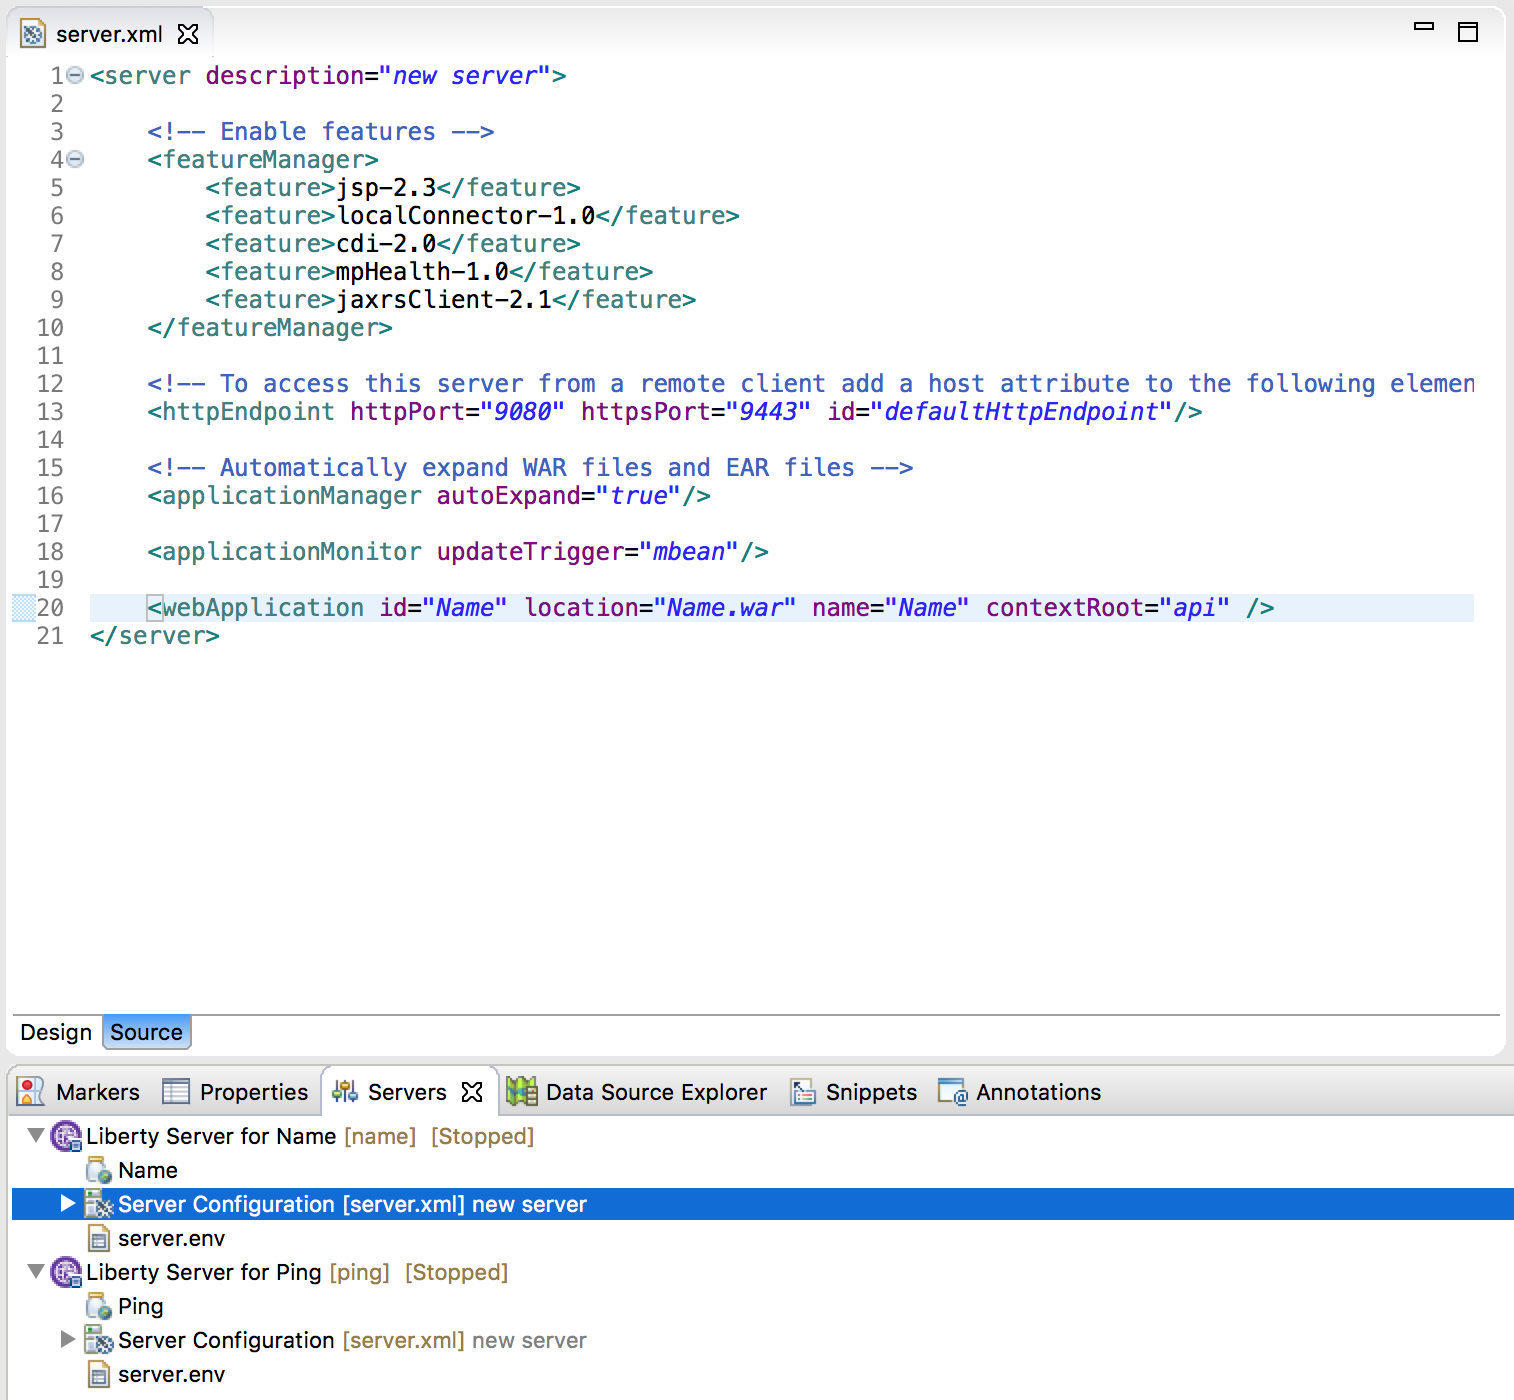 server.xml
1 <server description="new server">
2
3 <!-- Enable features -->
4 <featureManager>
5 <feature>jsp-2.3</feature>
6 <feature>localConnector-1.0</feature>
7 <feature>cdi-2.0</feature>
8 <feature>mpHealth-1.0</feature>
9 <feature>jaxrsClient-2.1</feature>
10 </featureManager>
11
12 <!-- To access this server from a remote client add a host attribute to the following elemen
13 <httpEndpoint httpPort="9080" httpsPort="9443" id="defaultHttpEndpoint"/>
14
15 <!-- Automatically expand WAR files and EAR files -->
16 <applicationManager autoExpand="true"/>
17
18 <applicationMonitor updateTrigger="mbean"/>
19
20 <webApplication id="Name" location="Name.war" name="Name" contextRoot="api" />
21 </server>
Design Source
Markers Properties Servers Data Source Explorer Snippets Annotations
Liberty Server for Name [name] [Stopped]
Name
Server Configuration [server.xml] new server
server.env
Liberty Server for Ping [ping] [Stopped]
Ping
Server Configuration [server.xml] new server
server.env